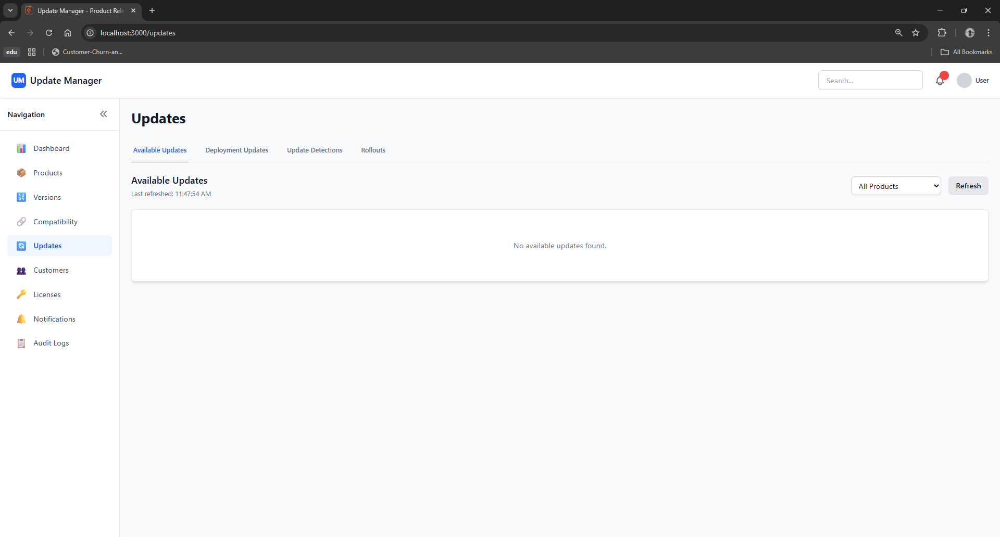 Update Manager - Product Rele
localhost:3000/updates
edu
Customer-Churn-an...
All Bookmarks
UM Update Manager
Search...
User
Navigation
Dashboard
Products
Versions
Compatibility
Updates
Customers
Licenses
Notifications
Audit Logs
Updates
Available Updates Deployment Updates Update Detections Rollouts
Available Updates
Last refreshed: 11:47:54 AM
All Products
Refresh
No available updates found.